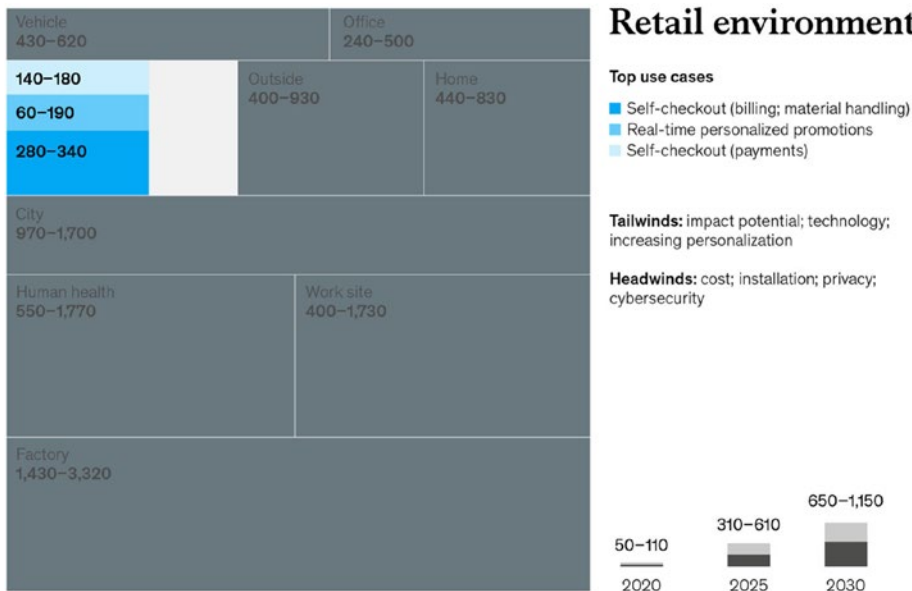 Vehicle
430–620
Office
240–500
140–180
60–190
280–340
Outside
400–930
Home
440–830
City
970–1,700
Human health
550–1,770
Work site
400–1,730
Factory
1,430–3,320
Retail environment
Top use cases
Self-checkout (billing; material handling)
Real-time personalized promotions
Self-checkout (payments)
Tailwinds: impact potential; technology;
increasing personalization
Headwinds: cost; installation; privacy;
cybersecurity
50–110
310–610
650–1,150
2020
2025
2030